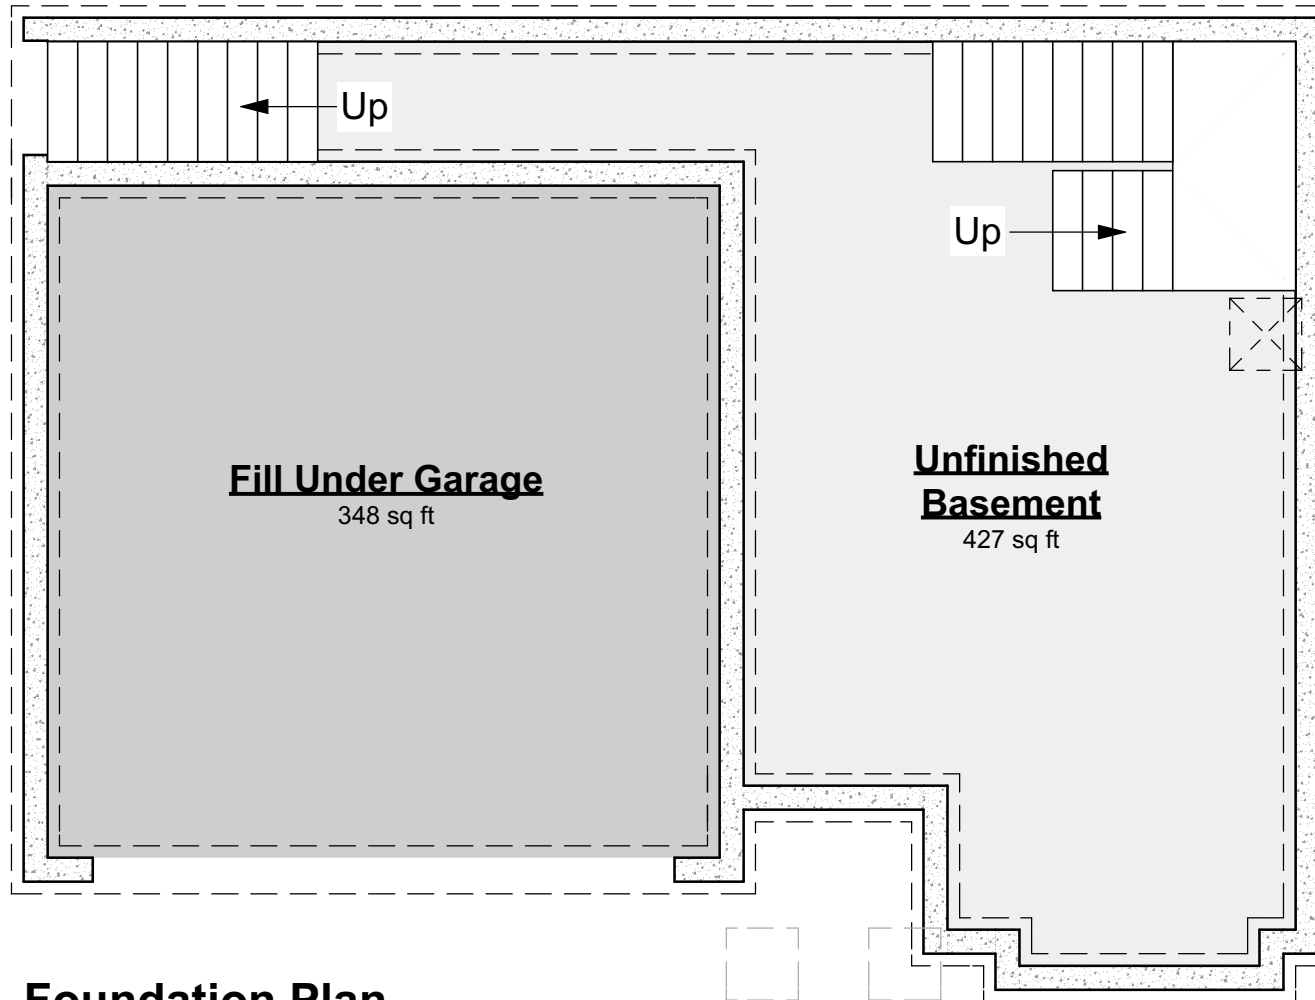 Up
Up
Fill Under Garage
348 sq ft
Unfinished
Basement
427 sq ft
Foundation Plan